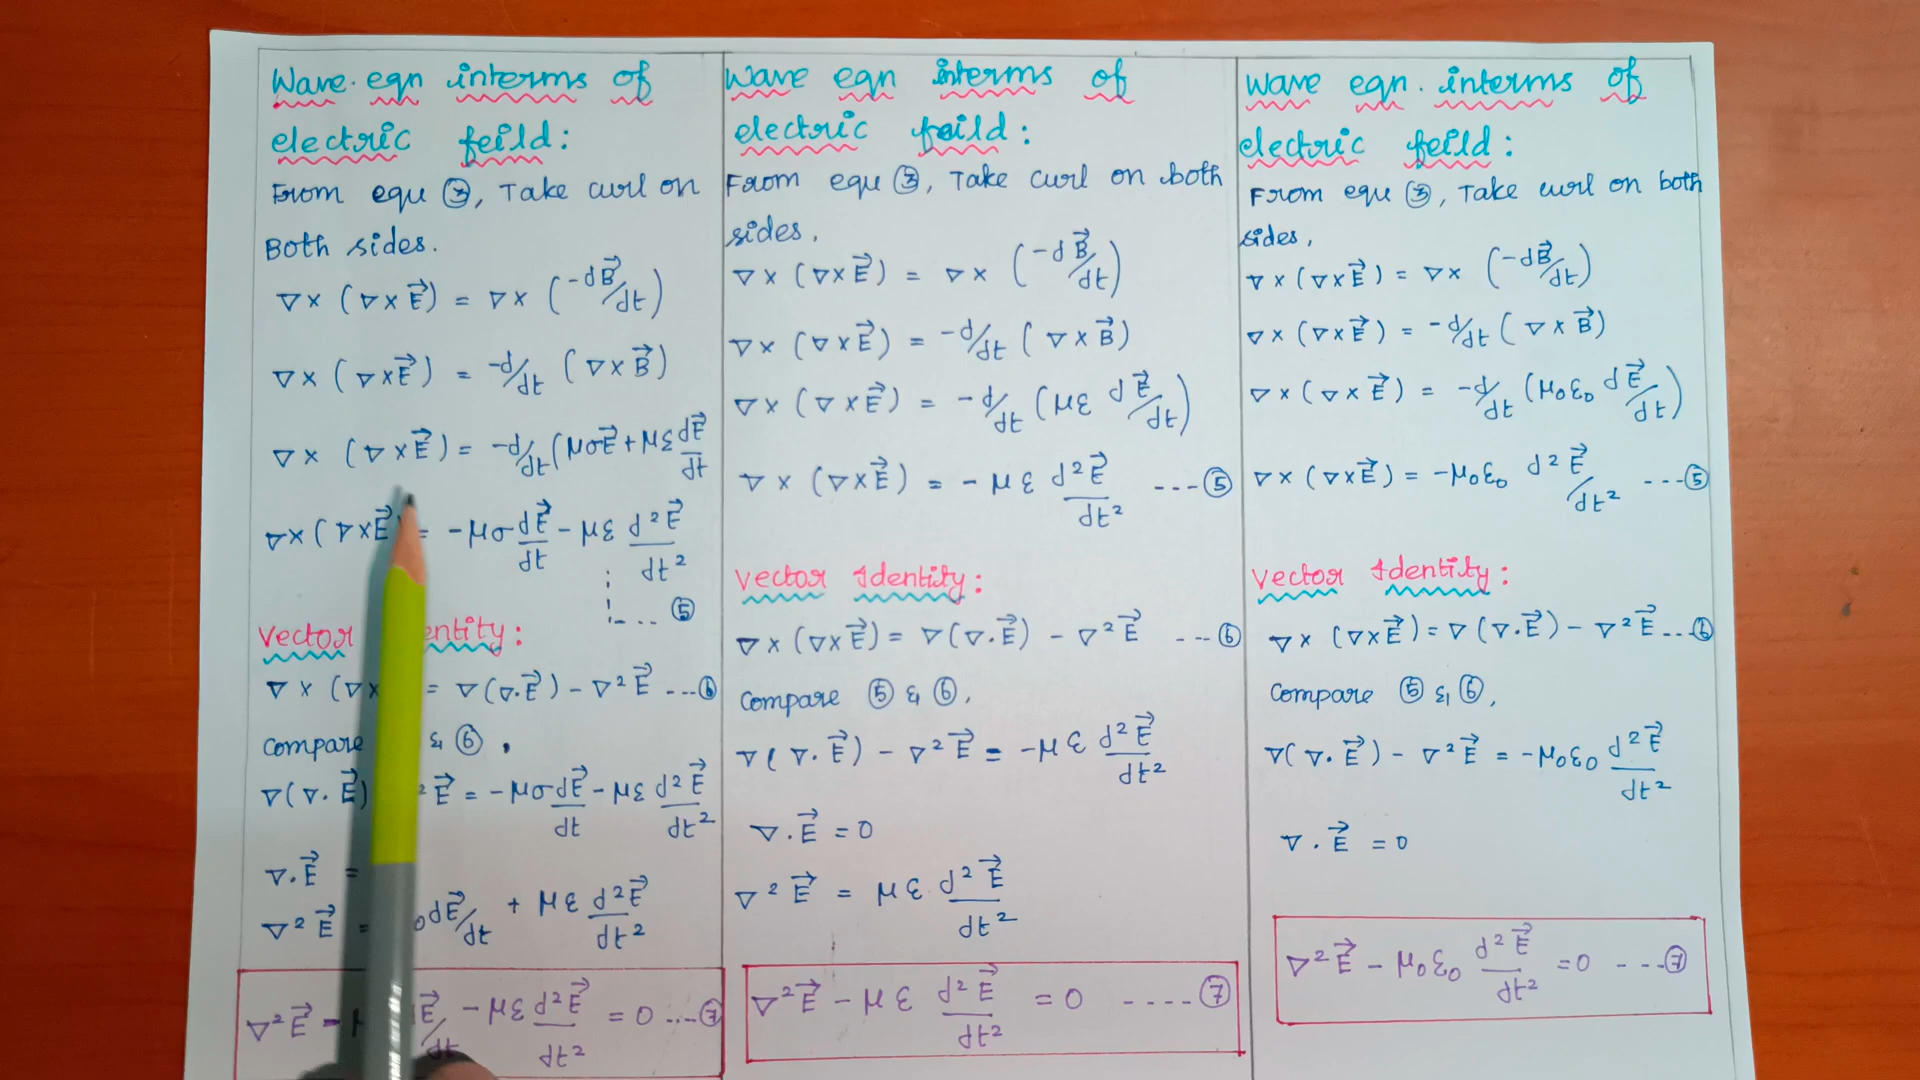 Wave eqn interms of
electric feild:
From equ ③, Take curl on
Both sides.
∇ × (∇×E⃗) = ∇× (-dB⃗/dt)
∇× (∇×E⃗) = -d/dt (∇×B⃗)
∇× (∇×E⃗) = -d/dt (μσE⃗ + με dE⃗/dt
∇×(∇×E⃗ = -μσ dE⃗/dt - με d²E⃗/dt²
---- ⑤
Vector entity:
∇ × (∇× = ∇(∇.E⃗) - ∇²E⃗ ---⑥
Compare & ⑥.
∇(∇.E⃗) ²E⃗ = -μσ dE⃗/dt - με d²E⃗/dt²
∇.E⃗ =
∇²E⃗ = dE⃗/dt + με d²E⃗/dt²
∇²E⃗ - E⃗/dt - με d²E⃗/dt² = 0 ---⑦
Wave eqn interms of
electric feild:
From equ ③, Take curl on both
sides,
∇ × (∇×E⃗) = ∇× (-dB⃗/dt)
∇× (∇×E⃗) = -d/dt (∇×B⃗)
∇× (∇×E⃗) = -d/dt (με dE⃗/dt)
∇ × (∇×E⃗) = -με d²E⃗/dt² ---⑤
Vector Identity:
∇× (∇×E⃗) = ∇(∇.E⃗) - ∇²E⃗ ---⑥
Compare ⑤ & ⑥,
∇(∇.E⃗) - ∇²E⃗ = -με d²E⃗/dt²
∇.E⃗ = 0
∇²E⃗ = με d²E⃗/dt²
∇²E⃗ - με d²E⃗/dt² = 0 ----⑦
Wave eqn. interms of
electric feild:
From equ ③, Take curl on both
sides,
∇× (∇×E⃗) = ∇× (-dB⃗/dt)
∇× (∇×E⃗) = -d/dt (∇×B⃗)
∇× (∇×E⃗) = -d/dt (μ₀ε₀ dE⃗/dt)
∇× (∇×E⃗) = -μ₀ε₀ d²E⃗/dt² ---⑤
Vector Identity:
∇× (∇×E⃗) = ∇(∇.E⃗) - ∇²E⃗ ---⑥
Compare ⑤ & ⑥,
∇(∇.E⃗) - ∇²E⃗ = -μ₀ε₀ d²E⃗/dt²
∇.E⃗ = 0
∇²E⃗ - μ₀ε₀ d²E⃗/dt² = 0 ---⑦